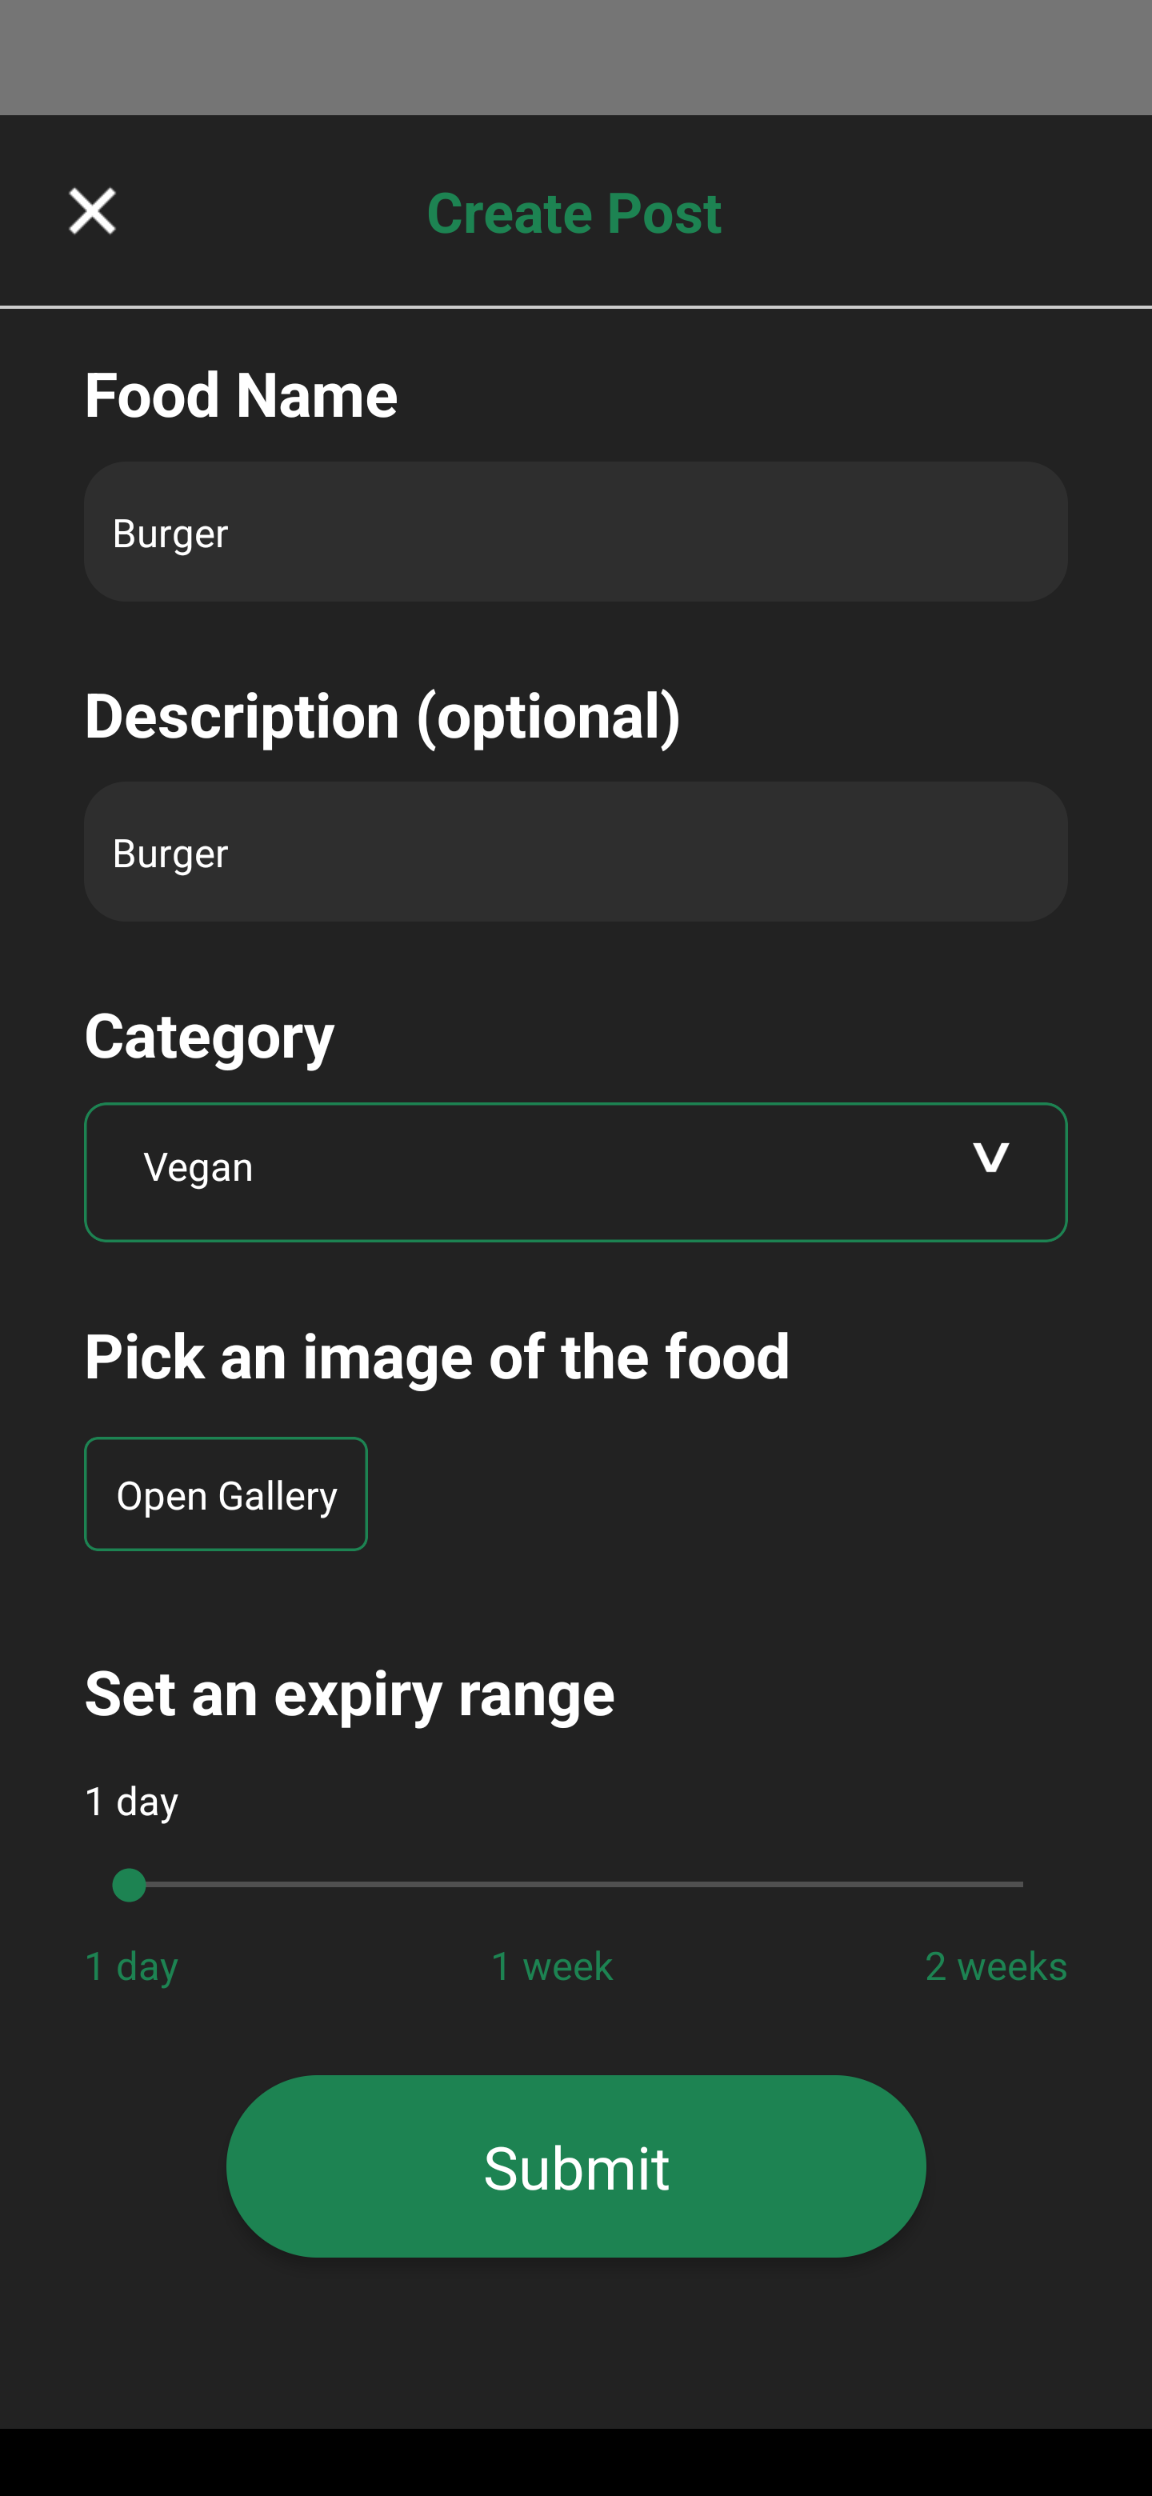 Create Post
Food Name
Burger
Description (optional)
Burger
Category
Vegan
Pick an image of the food
Open Gallery
Set an expiry range
1 day
1 day 1 week 2 weeks
Submit